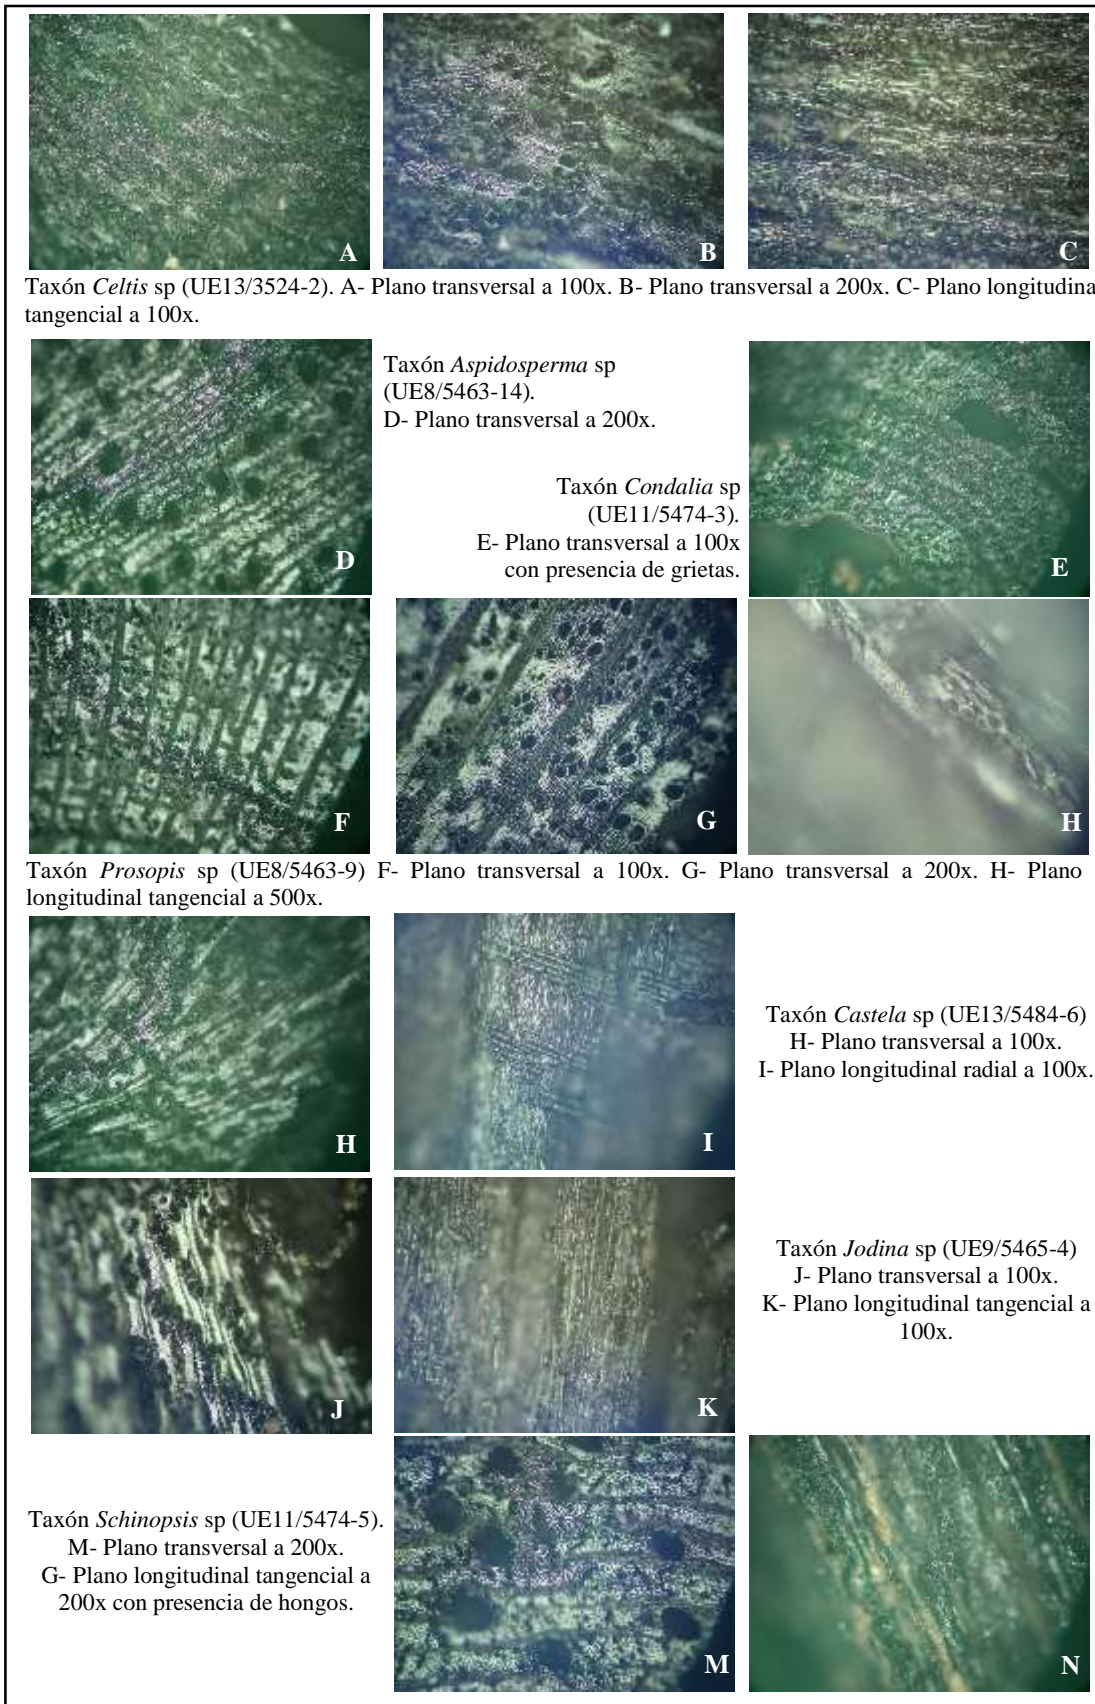 A
B
C
Taxón Celtis sp (UE13/3524-2). A- Plano transversal a 100x. B- Plano transversal a 200x. C- Plano longitudina
tangencial a 100x.
D
Taxón Aspidosperma sp
(UE8/5463-14).
D- Plano transversal a 200x.
Taxón Condalia sp
(UE11/5474-3).
E- Plano transversal a 100x
con presencia de grietas.
E
F
G
H
Taxón Prosopis sp (UE8/5463-9) F- Plano transversal a 100x. G- Plano transversal a 200x. H- Plano
longitudinal tangencial a 500x.
H
I
Taxón Castela sp (UE13/5484-6)
H- Plano transversal a 100x.
I- Plano longitudinal radial a 100x.
J
K
Taxón Jodina sp (UE9/5465-4)
J- Plano transversal a 100x.
K- Plano longitudinal tangencial a
100x.
Taxón Schinopsis sp (UE11/5474-5).
M- Plano transversal a 200x.
G- Plano longitudinal tangencial a
200x con presencia de hongos.
M
N